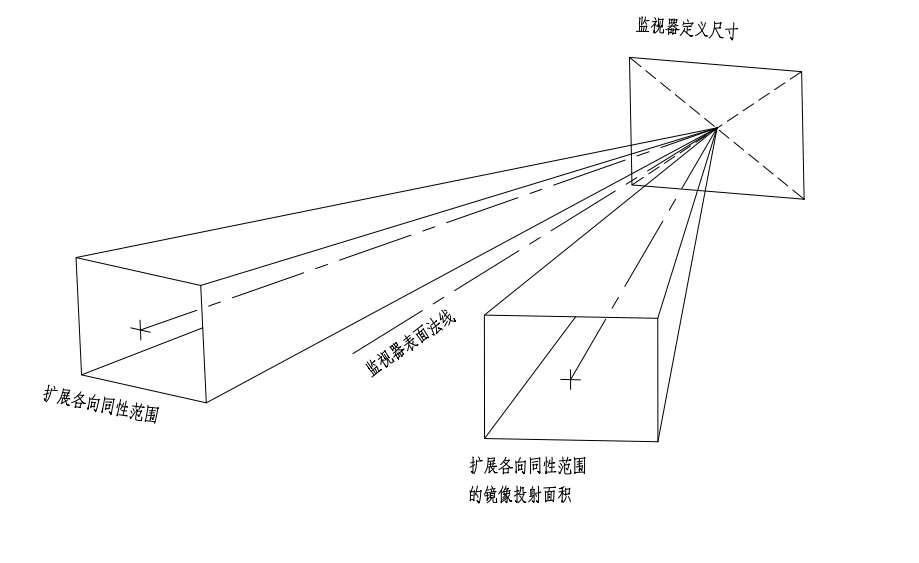 监视器定义尺寸
监视器表面法线
扩展各向同性范围
扩展各向同性范围
的镜像投射面积